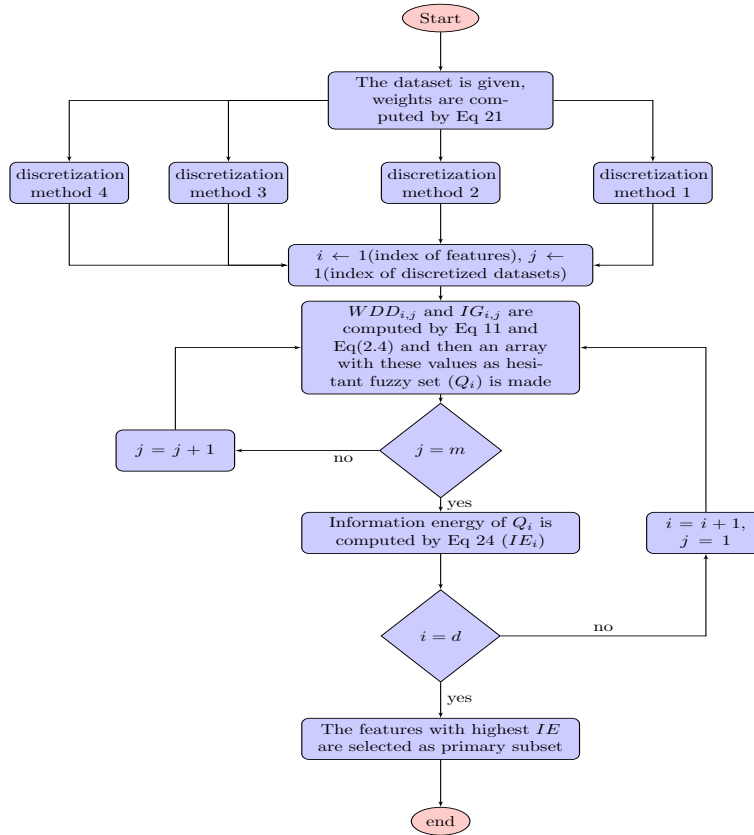 Start
The dataset is given,
weights are com-
puted by Eq 21
discretization
method 4
discretization
method 3
discretization
method 2
discretization
method 1
i ← 1(index of features), j ←
1(index of discretized datasets)
WDD_{i,j} and IG_{i,j} are
computed by Eq 11 and
Eq(2.4) and then an array
with these values as hesi-
tant fuzzy set (Q_i) is made
j = j + 1
no
j = m
yes
Information energy of Q_i is
computed by Eq 24 (IE_i)
i = i + 1,
j = 1
i = d
no
yes
The features with highest IE
are selected as primary subset
end